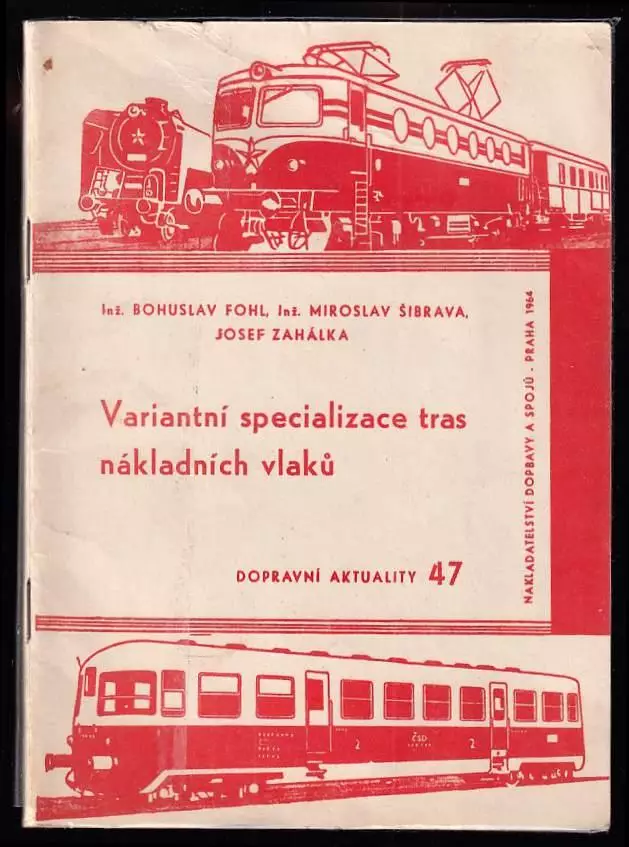 Inž. BOHUSLAV FOHL, Inž. MIROSLAV ŠIBRAVA,
JOSEF ZAHÁLKA
Variantní specializace tras
nákladních vlaků
DOPRAVNÍ AKTUALITY 47
NAKLADATELSTVÍ DOPRAVY A SPOJŮ - PRAHA 1964
2
ČSD
2